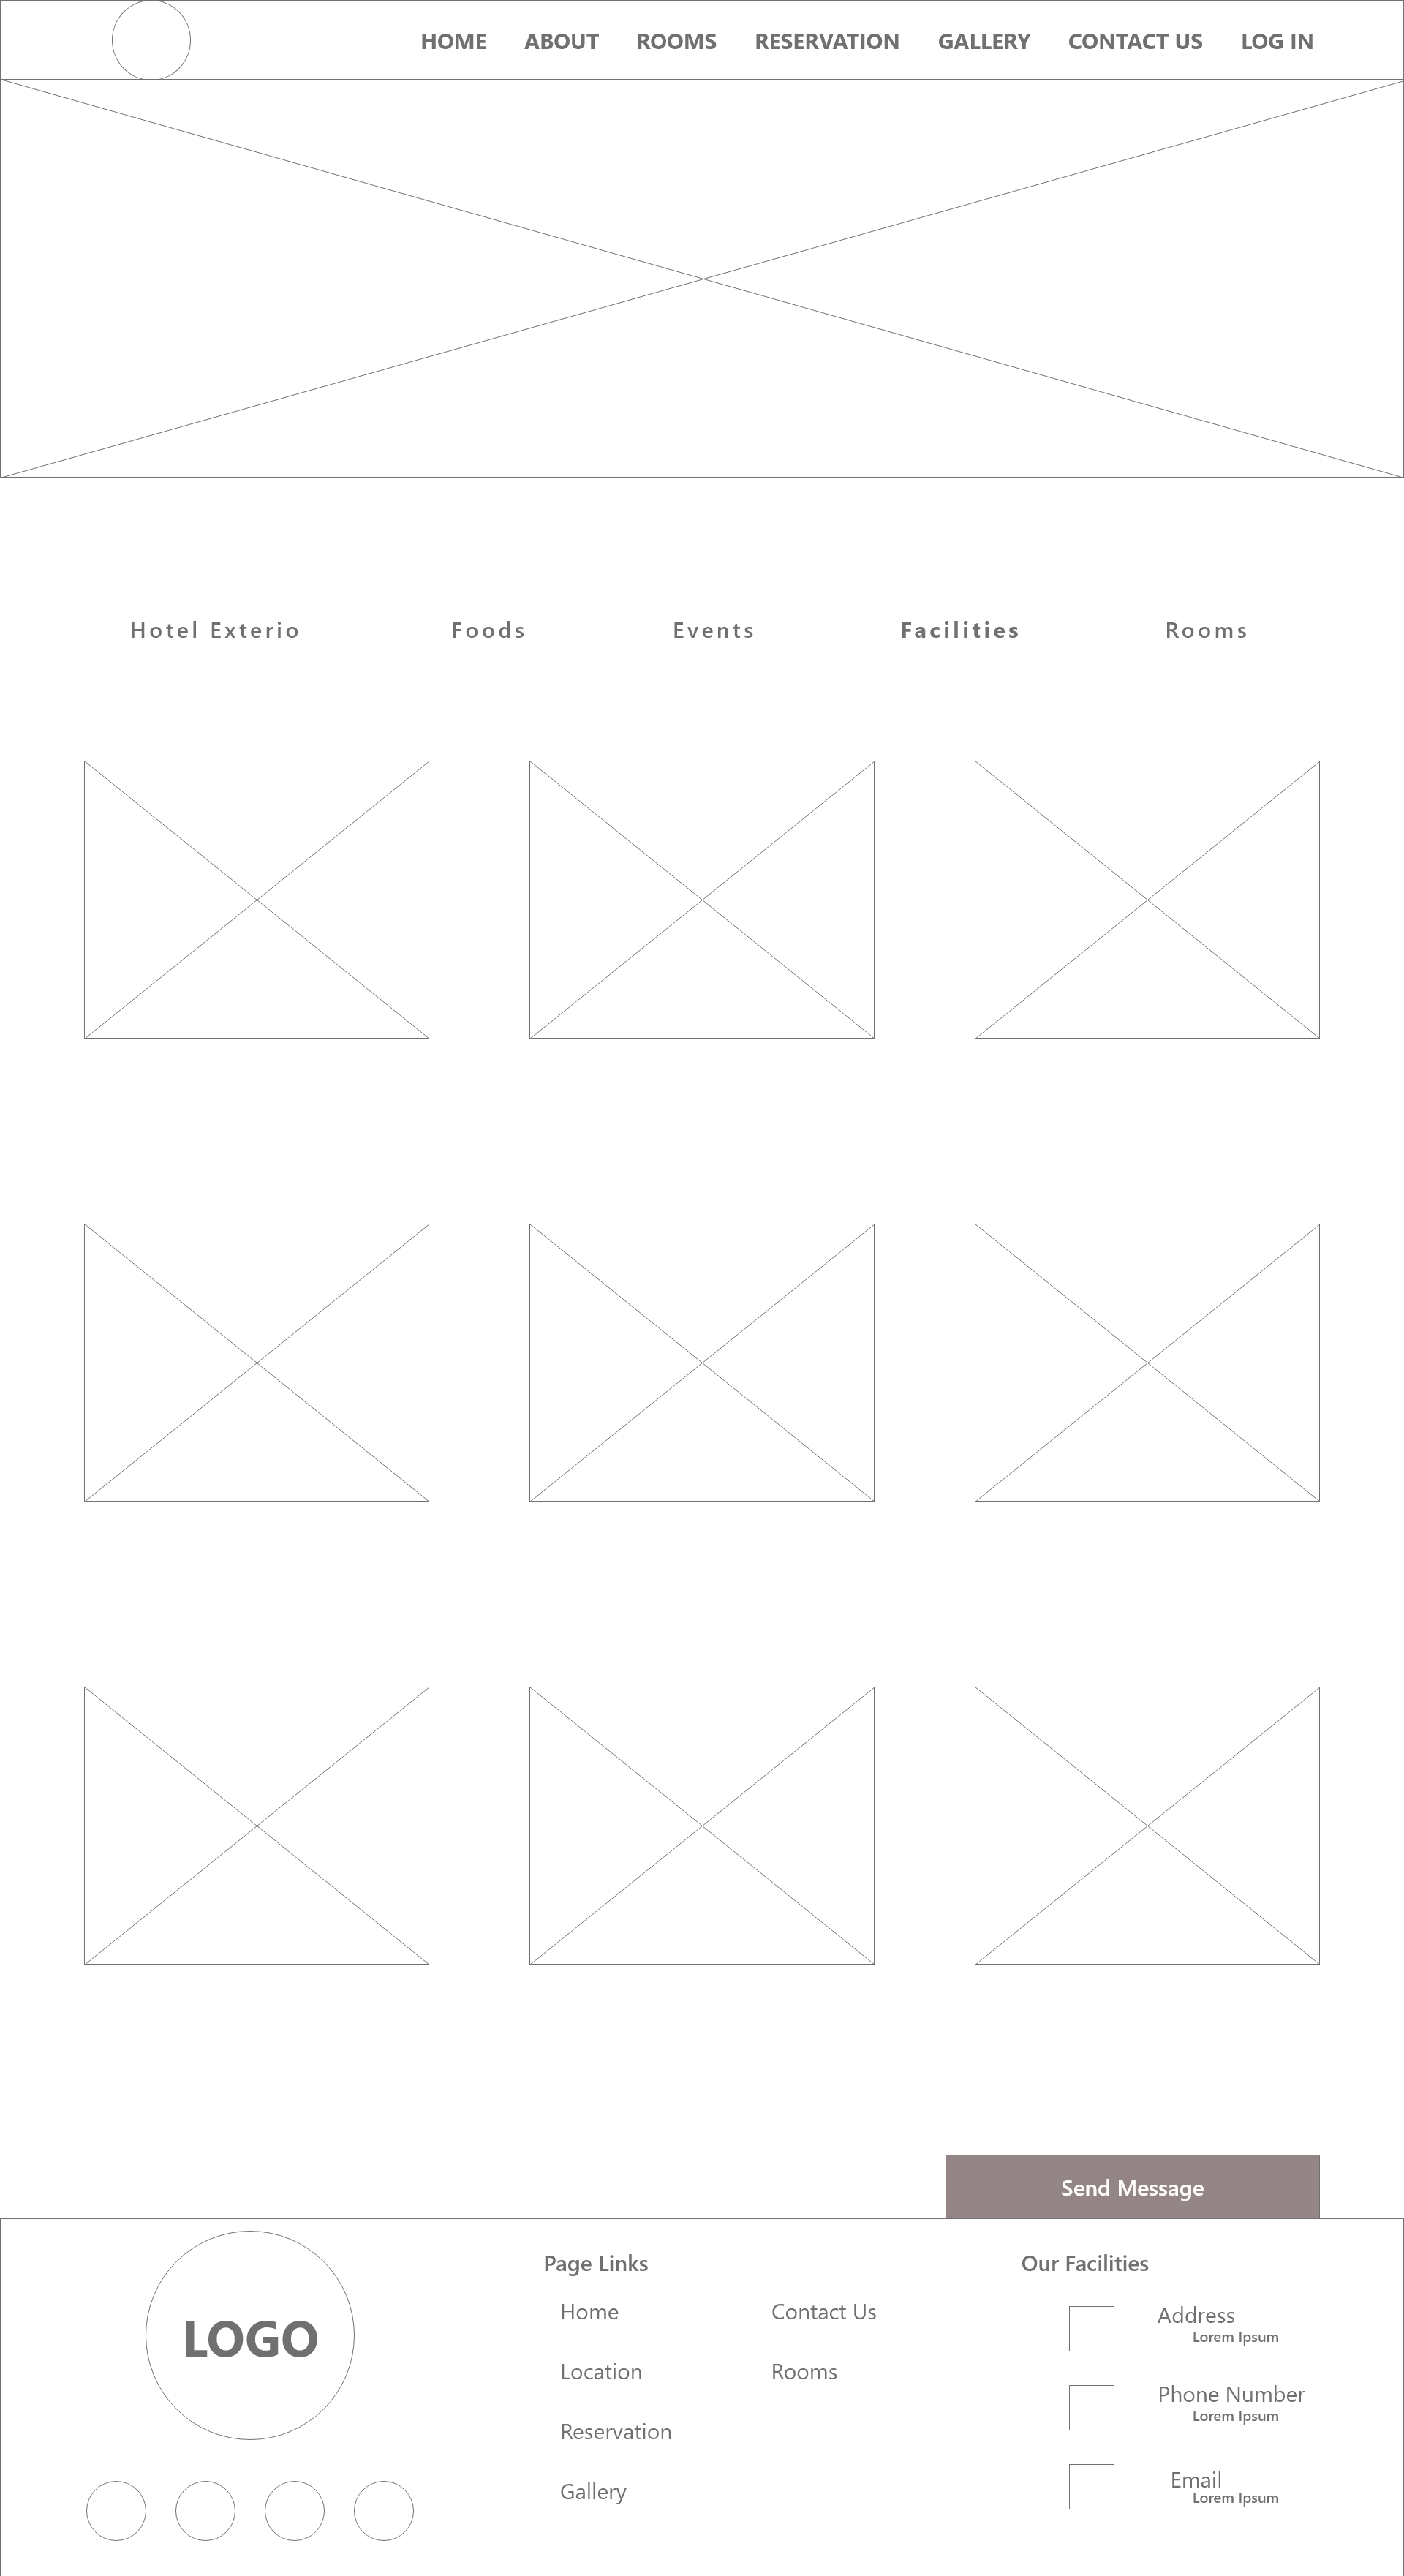 HOME ABOUT ROOMS RESERVATION GALLERY CONTACT US LOG IN
Hotel Exterio Foods Events Facilities Rooms
Send Message
LOGO
Page Links
Home Contact Us
Location Rooms
Reservation
Gallery
Our Facilities
Address
Lorem Ipsum
Phone Number
Lorem Ipsum
Email
Lorem Ipsum